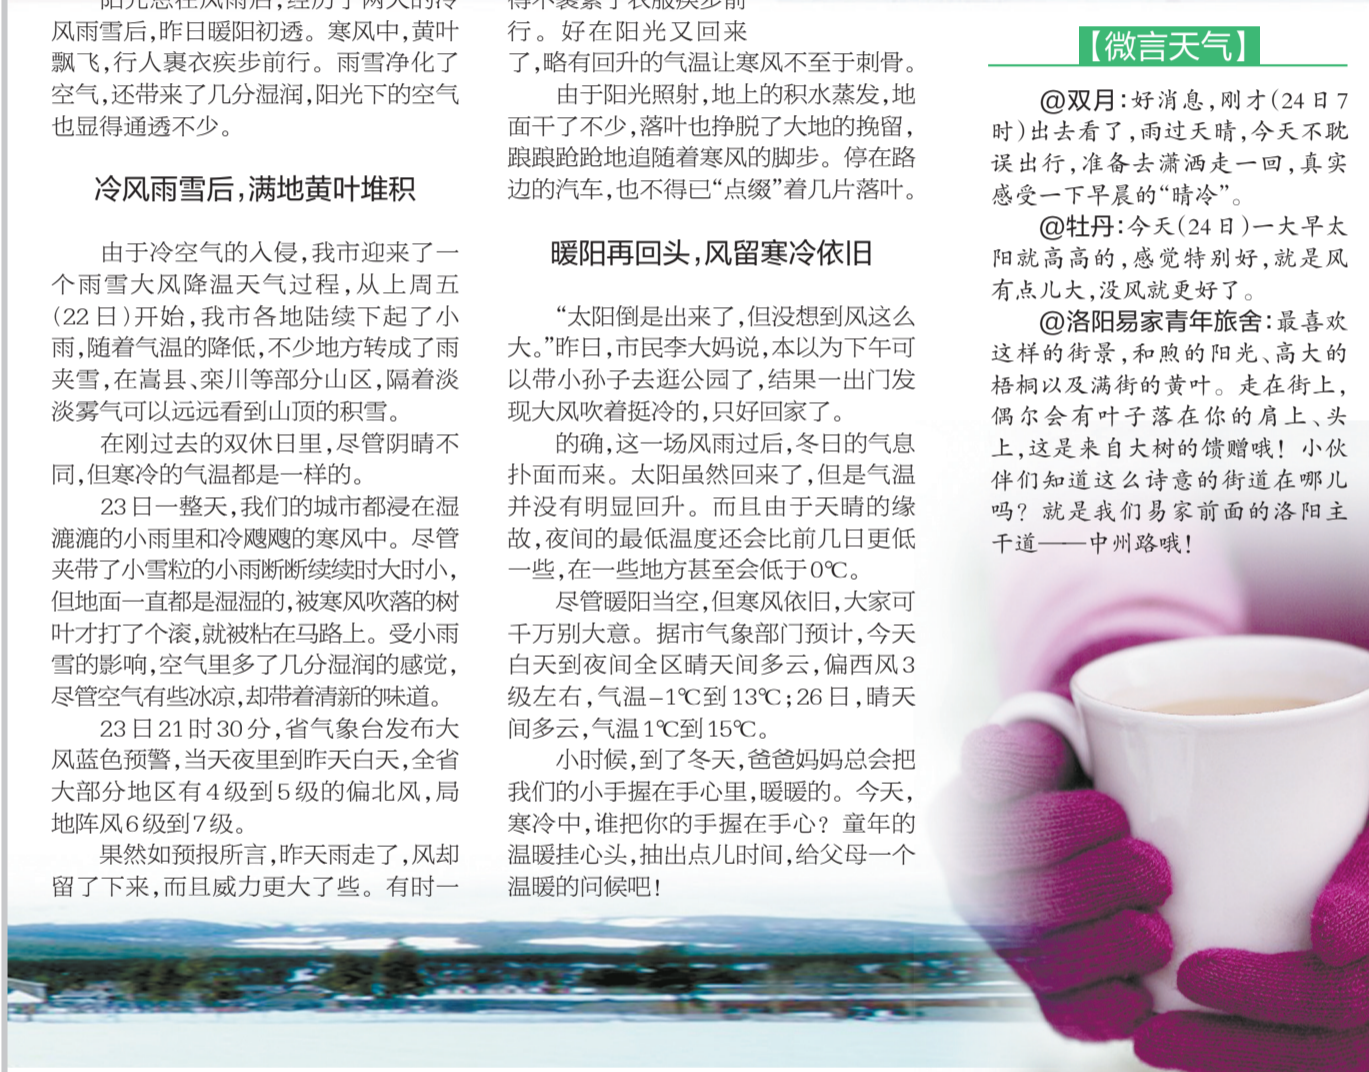 阳光总在风雨后，经历了两天的冷
风雨雪后，昨日暖阳初透。寒风中，黄叶
飘飞，行人裹衣疾步前行。雨雪净化了
空气，还带来了几分湿润，阳光下的空气
也显得通透不少。
冷风雨雪后，满地黄叶堆积
由于冷空气的入侵，我市迎来了一
个雨雪大风降温天气过程，从上周五
（22日）开始，我市各地陆续下起了小
雨，随着气温的降低，不少地方转成了雨
夹雪，在嵩县、栾川等部分山区，隔着淡
淡雾气可以远远看到山顶的积雪。
在刚过去的双休日里，尽管阴晴不
同，但寒冷的气温都是一样的。
23日一整天，我们的城市都浸在湿
漉漉的小雨里和冷飕飕的寒风中。尽管
夹带了小雪粒的小雨断断续续时大时小，
但地面一直都是湿湿的，被寒风吹落的树
叶才打了个滚，就被粘在马路上。受小雨
雪的影响，空气里多了几分湿润的感觉，
尽管空气有些冰凉，却带着清新的味道。
23日21时30分，省气象台发布大
风蓝色预警，当天夜里到昨天白天，全省
大部分地区有4级到5级的偏北风，局
地阵风6级到7级。
果然如预报所言，昨天雨走了，风却
留了下来，而且威力更大了些。有时一
得不裹紧了衣服疾步前
行。好在阳光又回来
了，略有回升的气温让寒风不至于刺骨。
由于阳光照射，地上的积水蒸发，地
面干了不少，落叶也挣脱了大地的挽留，
踉踉跄跄地追随着寒风的脚步。停在路
边的汽车，也不得已“点缀”着几片落叶。
暖阳再回头，风留寒冷依旧
“太阳倒是出来了，但没想到风这么
大。”昨日，市民李大妈说，本以为下午可
以带小孙子去逛公园了，结果一出门发
现大风吹着挺冷的，只好回家了。
的确，这一场风雨过后，冬日的气息
扑面而来。太阳虽然回来了，但是气温
并没有明显回升。而且由于天晴的缘
故，夜间的最低温度还会比前几日更低
一些，在一些地方甚至会低于0℃。
尽管暖阳当空，但寒风依旧，大家可
千万别大意。据市气象部门预计，今天
白天到夜间全区晴天间多云，偏西风3
级左右，气温－1℃到13℃；26日，晴天
间多云，气温1℃到15℃。
小时候，到了冬天，爸爸妈妈总会把
我们的小手握在手心里，暖暖的。今天，
寒冷中，谁把你的手握在手心？童年的
温暖挂心头，抽出点儿时间，给父母一个
温暖的问候吧！
【微言天气】
@双月：好消息，刚才（24日7
时）出去看了，雨过天晴，今天不耽
误出行，准备去潇洒走一回，真实
感受一下早晨的“晴冷”。
@牡丹：今天（24日）一大早太
阳就高高的，感觉特别好，就是风
有点儿大，没风就更好了。
@洛阳易家青年旅舍：最喜欢
这样的街景，和煦的阳光、高大的
梧桐以及满街的黄叶。走在街上，
偶尔会有叶子落在你的肩上、头
上，这是来自大树的馈赠哦！小伙
伴们知道这么诗意的街道在哪儿
吗？就是我们易家前面的洛阳主
干道——中州路哦！